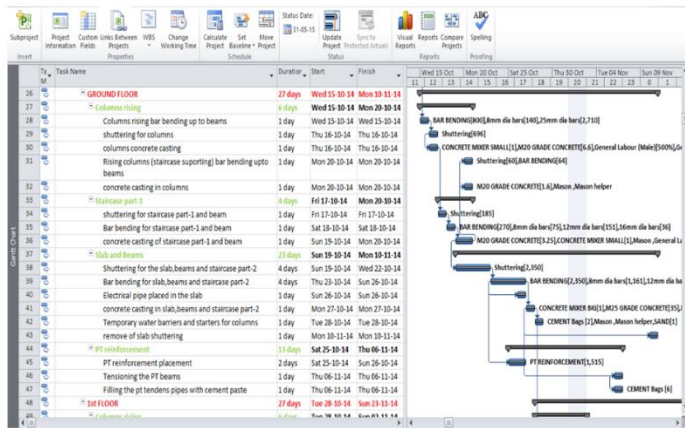 Subproject
Project Information
Custom Fields
Links Between Projects
WBS
Change Working Time
Calculate Project
Set Baseline
Move Project
Status Date:
31-05-15
Update Project
Sync to Protected Actuals
Visual Reports
Reports
Compare Projects
ABC
Spelling
Insert
Properties
Schedule
Status
Reports
Proofing
Task Name Duration Start Finish
Wed 15 Oct Mon 20 Oct Sat 25 Oct Thu 30 Oct Tue 04 Nov Sun 09 Nov
11 12 13 14 15 16 17 18 19 20 21 22 23 0 1 2 3 4 5 6 7 8 9
26 GROUND FLOOR 27 days Wed 15-10-14 Mon 10-11-14
27 Columns rising 6 days Wed 15-10-14 Mon 20-10-14
28 Columns rising bar bending up to beams 1 day Wed 15-10-14 Wed 15-10-14 BAR BENDING[800],8mm dia bars[140],25mm dia bars[2,710]
29 shuttering for columns 1 day Thu 16-10-14 Thu 16-10-14 Shuttering[696]
30 columns concrete casting 1 day Thu 16-10-14 Thu 16-10-14 CONCRETE MIXER SMALL[1],M20 GRADE CONCRETE[6.6],General Labour (Male)[500%],G
31 Rising columns (staircase suporting) bar bending upto beams 1 day Mon 20-10-14 Mon 20-10-14 Shuttering[60],BAR BENDING[64]
32 concrete casting in columns 1 day Mon 20-10-14 Mon 20-10-14 M20 GRADE CONCRETE[1.6],Mason ,Mason helper
33 Staircase part-1 4 days Fri 17-10-14 Mon 20-10-14
34 shuttering for staircase part-1 and beam 1 day Fri 17-10-14 Fri 17-10-14 Shuttering[185]
35 Bar bending for staircase part-1 and beam 1 day Sat 18-10-14 Sat 18-10-14 BAR BENDING[270],8mm dia bars[75],12mm dia bars[151],16mm dia bars[36]
36 concrete casting of staircase part-1 and beam 1 day Sun 19-10-14 Mon 20-10-14 M20 GRADE CONCRETE[3.25],CONCRETE MIXER SMALL[1],Mason ,General La
37 Slab and Beams 23 days Sun 19-10-14 Mon 10-11-14
38 Shuttering for the slab,beams and staircase part-2 4 days Sun 19-10-14 Wed 22-10-14 Shuttering[2,350]
39 Bar bending for slab,beams and staircase part-2 4 days Thu 23-10-14 Sun 26-10-14 BAR BENDING[2,350],8mm dia bars[1,161],12mm dia ba
40 Electrical pipe placed in the slab 1 day Sun 26-10-14 Sun 26-10-14
41 concrete casting in slab,beams and staircase part-2 1 day Mon 27-10-14 Mon 27-10-14 CONCRETE MIXER BIG[1],M25 GRADE CONCRETE[35],
42 Temporary water barriers and starters for columns 1 day Tue 28-10-14 Tue 28-10-14 CEMENT Bags [2],Mason ,Mason helper,SAND[1]
43 remove of slab shuttering 1 day Mon 10-11-14 Mon 10-11-14
44 PT reinforcement 13 days Sat 25-10-14 Thu 06-11-14
45 PT reinforcement placement 2 days Sat 25-10-14 Sun 26-10-14 PT REINFORCEMENT[1,515]
46 Tensioning the PT beams 1 day Thu 06-11-14 Thu 06-11-14
47 Filling the pt tendens pipes with cement paste 1 day Thu 06-11-14 Thu 06-11-14 CEMENT Bags [6]
48 1st FLOOR 27 days Tue 28-10-14 Sun 23-11-14
Gantt Chart